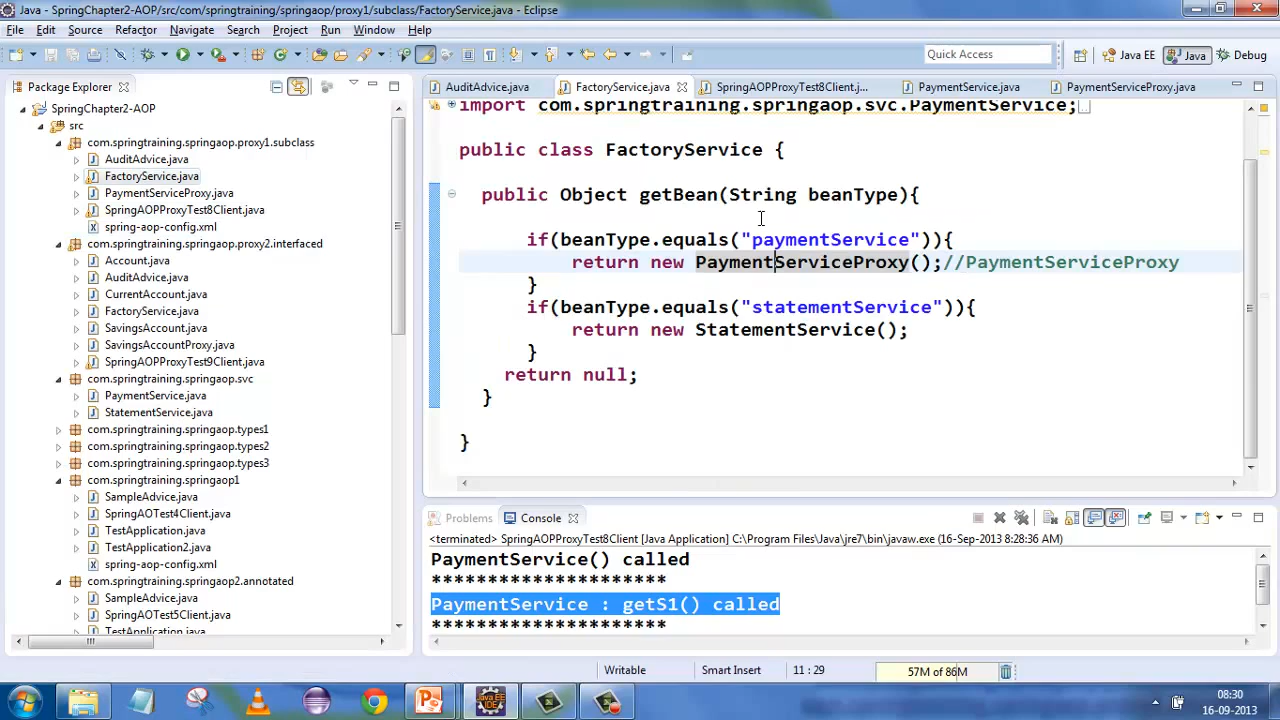 Java - SpringChapter2-AOP/src/com/springtraining/springaop/proxy1/subclass/FactoryService.java - Eclipse
File Edit Source Refactor Navigate Search Project Run Window Help
Quick Access Java EE Java Debug
Package Explorer
SpringChapter2-AOP
src
com.springtraining.springaop.proxy1.subclass
AuditAdvice.java
FactoryService.java
PaymentServiceProxy.java
SpringAOPProxyTest8Client.java
spring-aop-config.xml
com.springtraining.springaop.proxy2.interfaced
Account.java
AuditAdvice.java
CurrentAccount.java
FactoryService.java
SavingsAccount.java
SavingsAccountProxy.java
SpringAOPProxyTest9Client.java
com.springtraining.springaop.svc
PaymentService.java
StatementService.java
com.springtraining.springaop.types1
com.springtraining.springaop.types2
com.springtraining.springaop.types3
com.springtraining.springaop1
SampleAdvice.java
SpringAOTest4Client.java
TestApplication.java
TestApplication2.java
spring-aop-config.xml
com.springtraining.springaop2.annotated
SampleAdvice.java
SpringAOTest5Client.java
TestApplication.java
AuditAdvice.java FactoryService.java SpringAOPProxyTest8Client.j... PaymentService.java PaymentServiceProxy.java
import com.springtraining.springaop.svc.PaymentService;
public class FactoryService {
public Object getBean(String beanType){
if(beanType.equals("paymentService")){
return new PaymentServiceProxy();//PaymentServiceProxy
}
if(beanType.equals("statementService")){
return new StatementService();
}
return null;
}
}
Problems Console
<terminated> SpringAOPProxyTest8Client [Java Application] C:\Program Files\Java\jre7\bin\javaw.exe (16-Sep-2013 8:28:36 AM)
PaymentService() called
*********************
PaymentService : getS1() called
*********************
Writable Smart Insert 11 : 29 57M of 86M
08:30
16-09-2013